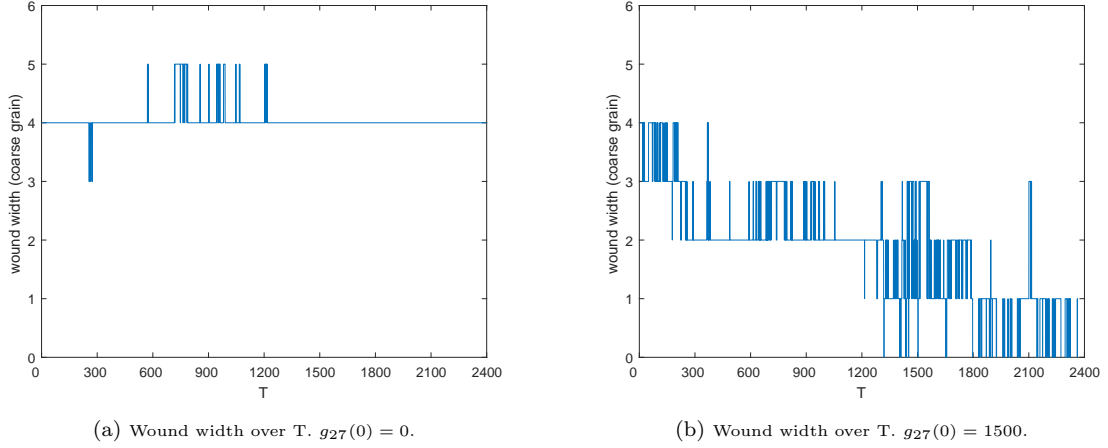 6
5
4
3
2
1
0
wound width (coarse grain)
0 300 600 900 1200 1500 1800 2100 2400
T
(a) Wound width over T. g₂₇(0) = 0.
6
5
4
3
2
1
0
wound width (coarse grain)
0 300 600 900 1200 1500 1800 2100 2400
T
(b) Wound width over T. g₂₇(0) = 1500.